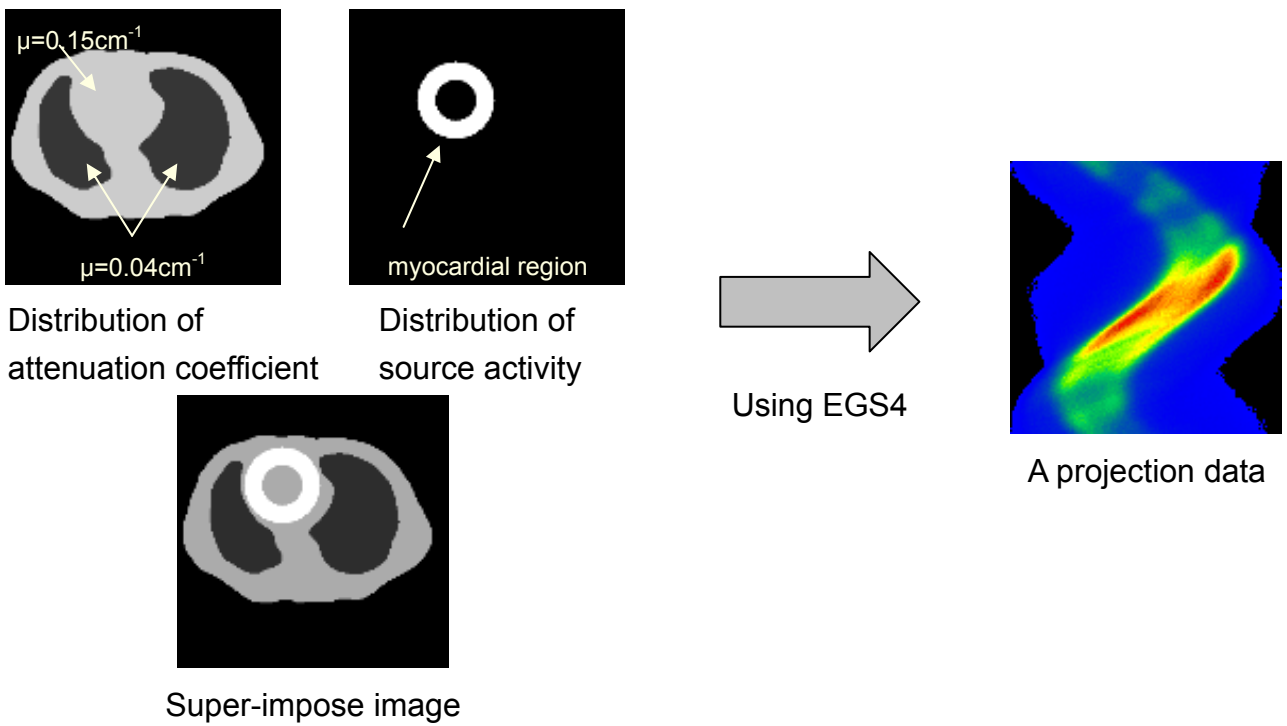 μ=0.15cm⁻¹
μ=0.04cm⁻¹
myocardial region
Distribution of
attenuation coefficient
Distribution of
source activity
Using EGS4
A projection data
Super-impose image